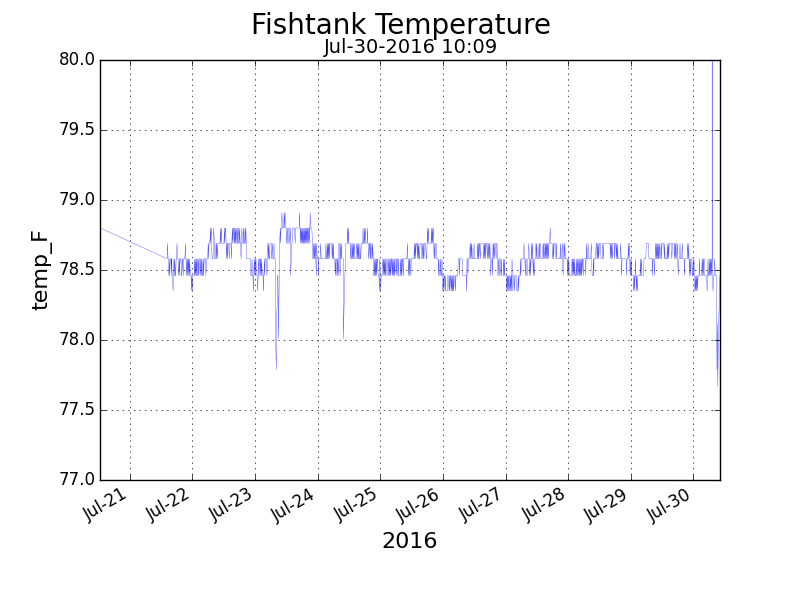 Fishtank Temperature
Jul-30-2016 10:09
80.0
79.5
79.0
78.5
78.0
77.5
77.0
temp_F
Jul-21
Jul-22
Jul-23
Jul-24
Jul-25
Jul-26
Jul-27
Jul-28
Jul-29
Jul-30
2016